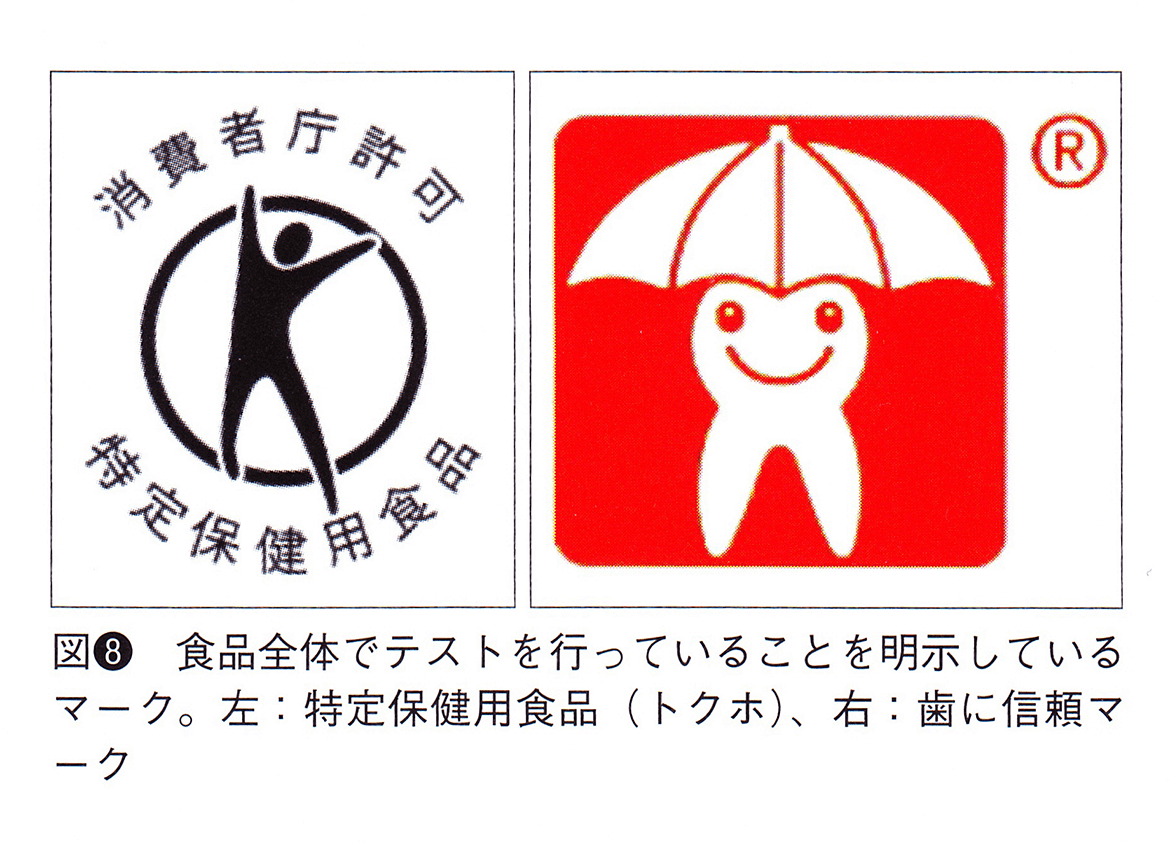 消費者庁許可
特定保健用食品
®
図❽　食品全体でテストを行っていることを明示している
マーク。左：特定保健用食品（トクホ）、右：歯に信頼マ
ーク